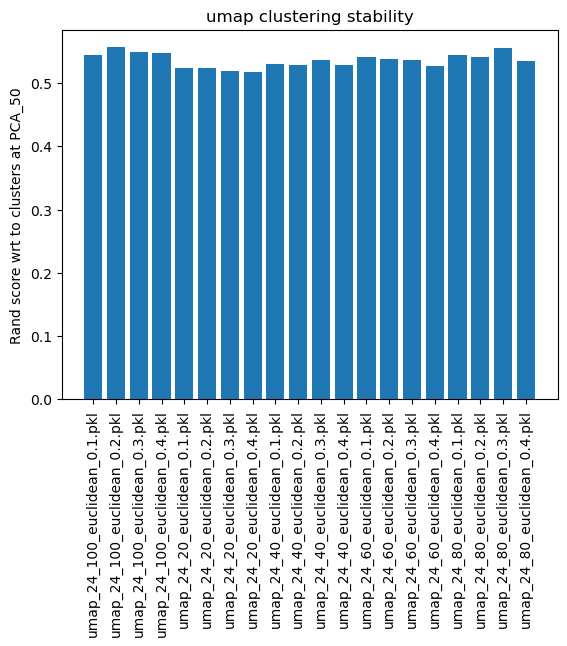 umap clustering stability
Rand score wrt to clusters at PCA_50
0.5
0.4
0.3
0.2
0.1
0.0
umap_24_100_euclidean_0.1.pkl
umap_24_100_euclidean_0.2.pkl
umap_24_100_euclidean_0.3.pkl
umap_24_100_euclidean_0.4.pkl
umap_24_20_euclidean_0.1.pkl
umap_24_20_euclidean_0.2.pkl
umap_24_20_euclidean_0.3.pkl
umap_24_20_euclidean_0.4.pkl
umap_24_40_euclidean_0.1.pkl
umap_24_40_euclidean_0.2.pkl
umap_24_40_euclidean_0.3.pkl
umap_24_40_euclidean_0.4.pkl
umap_24_60_euclidean_0.1.pkl
umap_24_60_euclidean_0.2.pkl
umap_24_60_euclidean_0.3.pkl
umap_24_60_euclidean_0.4.pkl
umap_24_80_euclidean_0.1.pkl
umap_24_80_euclidean_0.2.pkl
umap_24_80_euclidean_0.3.pkl
umap_24_80_euclidean_0.4.pkl